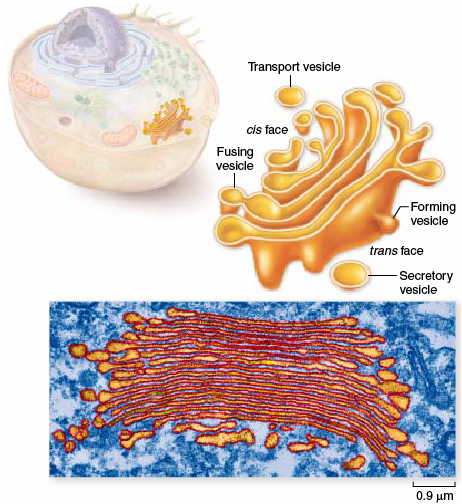 Transport vesicle
cis face
Fusing
vesicle
Forming
vesicle
trans face
Secretory
vesicle
0.9 µm